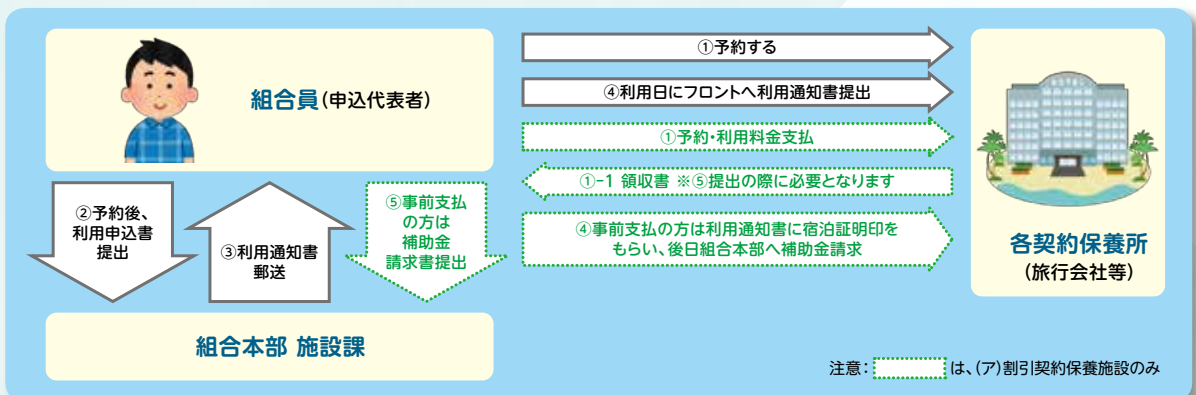 組合員(申込代表者)
①予約する
④利用日にフロントへ利用通知書提出
①予約・利用料金支払
①-1 領収書 ※⑤提出の際に必要となります
④事前支払の方は利用通知書に宿泊証明印を
もらい、後日組合本部へ補助金請求
各契約保養所
(旅行会社等)
②予約後、
利用申込書
提出
③利用通知書
郵送
⑤事前支払
の方は
補助金
請求書提出
組合本部 施設課
注意: は、(ア)割引契約保養施設のみ